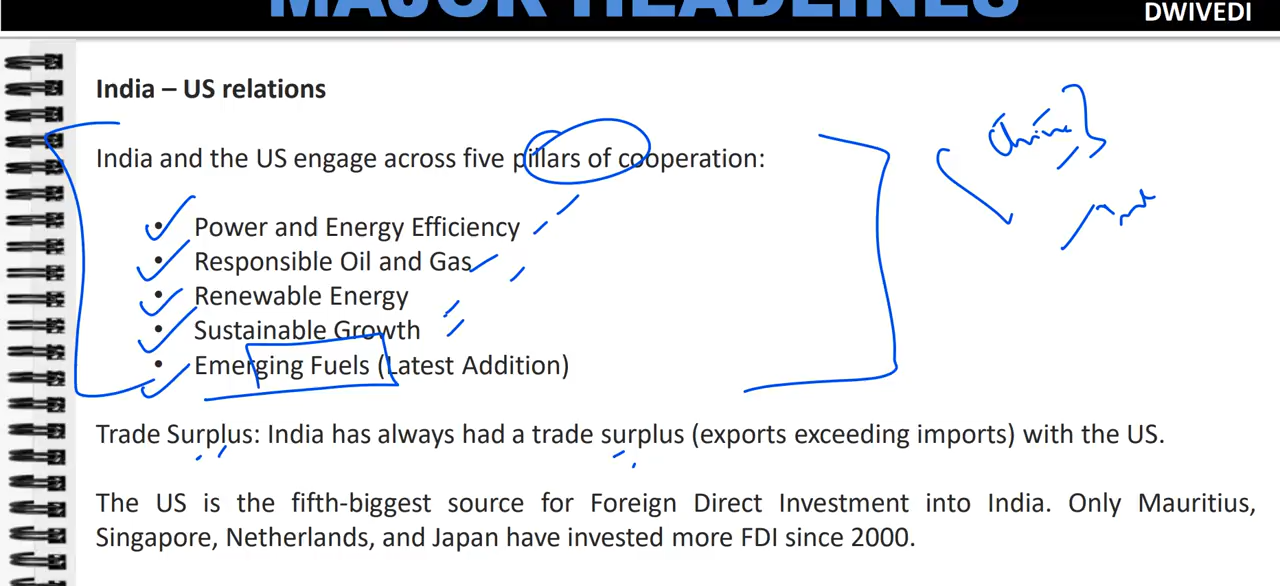 MAJOR HEADLINES
DWIVEDI
India – US relations
India and the US engage across five pillars of cooperation:
• Power and Energy Efficiency
• Responsible Oil and Gas
• Renewable Energy
• Sustainable Growth
• Emerging Fuels (Latest Addition)
China
Trade Surplus: India has always had a trade surplus (exports exceeding imports) with the US.
The US is the fifth-biggest source for Foreign Direct Investment into India. Only Mauritius,
Singapore, Netherlands, and Japan have invested more FDI since 2000.